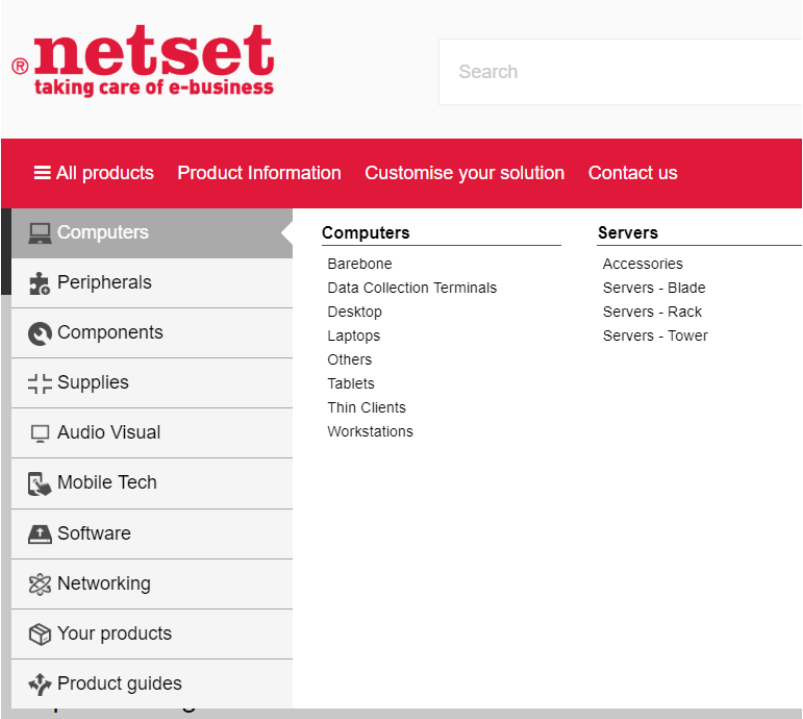 ® netset
taking care of e-business
Search
All products Product Information Customise your solution Contact us
Computers
Peripherals
Components
Supplies
Audio Visual
Mobile Tech
Software
Networking
Your products
Product guides
Computers
Barebone
Data Collection Terminals
Desktop
Laptops
Others
Tablets
Thin Clients
Workstations
Servers
Accessories
Servers - Blade
Servers - Rack
Servers - Tower